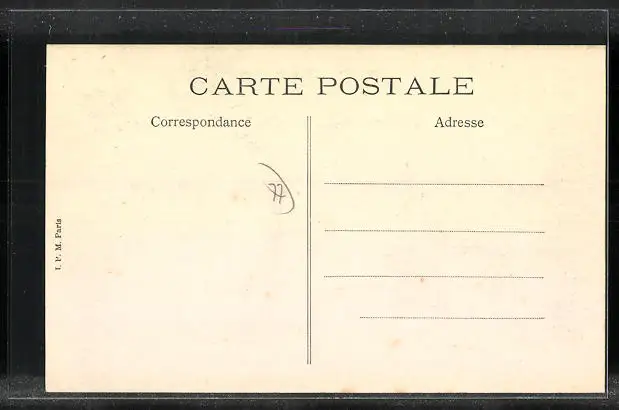 CARTE POSTALE
Correspondance
Adresse
77
I. P. M. Paris